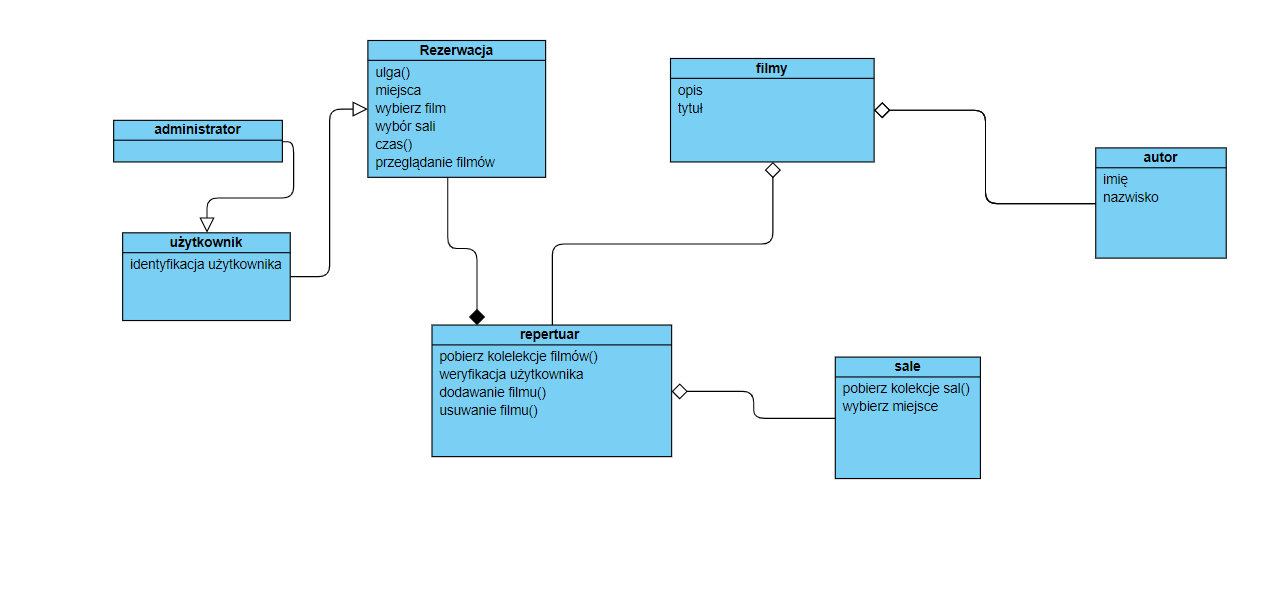 Rezerwacja
ulga()
miejsca
wybierz film
wybór sali
czas()
przeglądanie filmów
filmy
opis
tytuł
administrator
autor
imię
nazwisko
użytkownik
identyfikacja użytkownika
repertuar
pobierz kolelekcje filmów()
weryfikacja użytkownika
dodawanie filmu()
usuwanie filmu()
sale
pobierz kolekcje sal()
wybierz miejsce